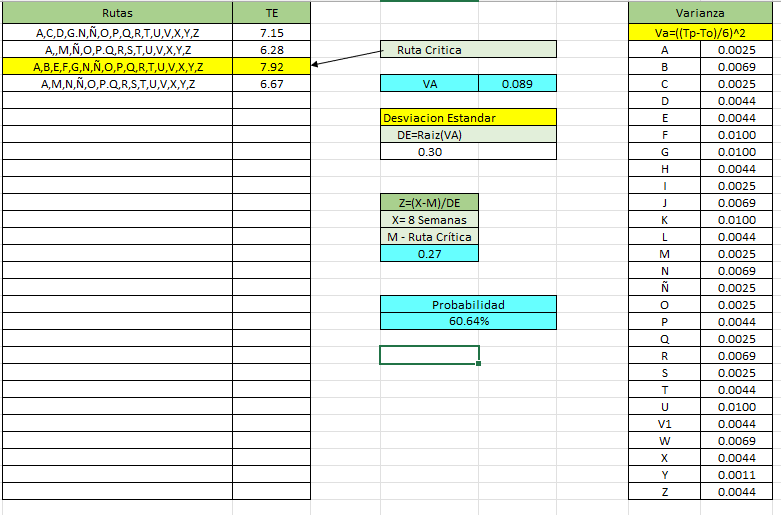 Rutas TE
A,C,D,G.N,Ñ,O,P,Q,R,T,U,V,X,Y,Z 7.15
A,,M,Ñ,O,P.Q,R,S,T,U,V,X,Y,Z 6.28
A,B,E,F,G,N,Ñ,O,P,Q,R,T,U,V,X,Y,Z 7.92
A,M,N,Ñ,O,P.Q,R,S,T,U,V,X,Y,Z 6.67
Ruta Critica
VA 0.089
Desviacion Estandar
DE=Raiz(VA)
0.30
Z=(X-M)/DE
X= 8 Semanas
M - Ruta Crítica
0.27
Probabilidad
60.64%
Varianza
Va=((Tp-To)/6)^2
A 0.0025
B 0.0069
C 0.0025
D 0.0044
E 0.0044
F 0.0100
G 0.0100
H 0.0044
I 0.0025
J 0.0069
K 0.0100
L 0.0044
M 0.0025
N 0.0069
Ñ 0.0025
O 0.0025
P 0.0044
Q 0.0025
R 0.0069
S 0.0025
T 0.0044
U 0.0100
V1 0.0044
W 0.0069
X 0.0044
Y 0.0011
Z 0.0044